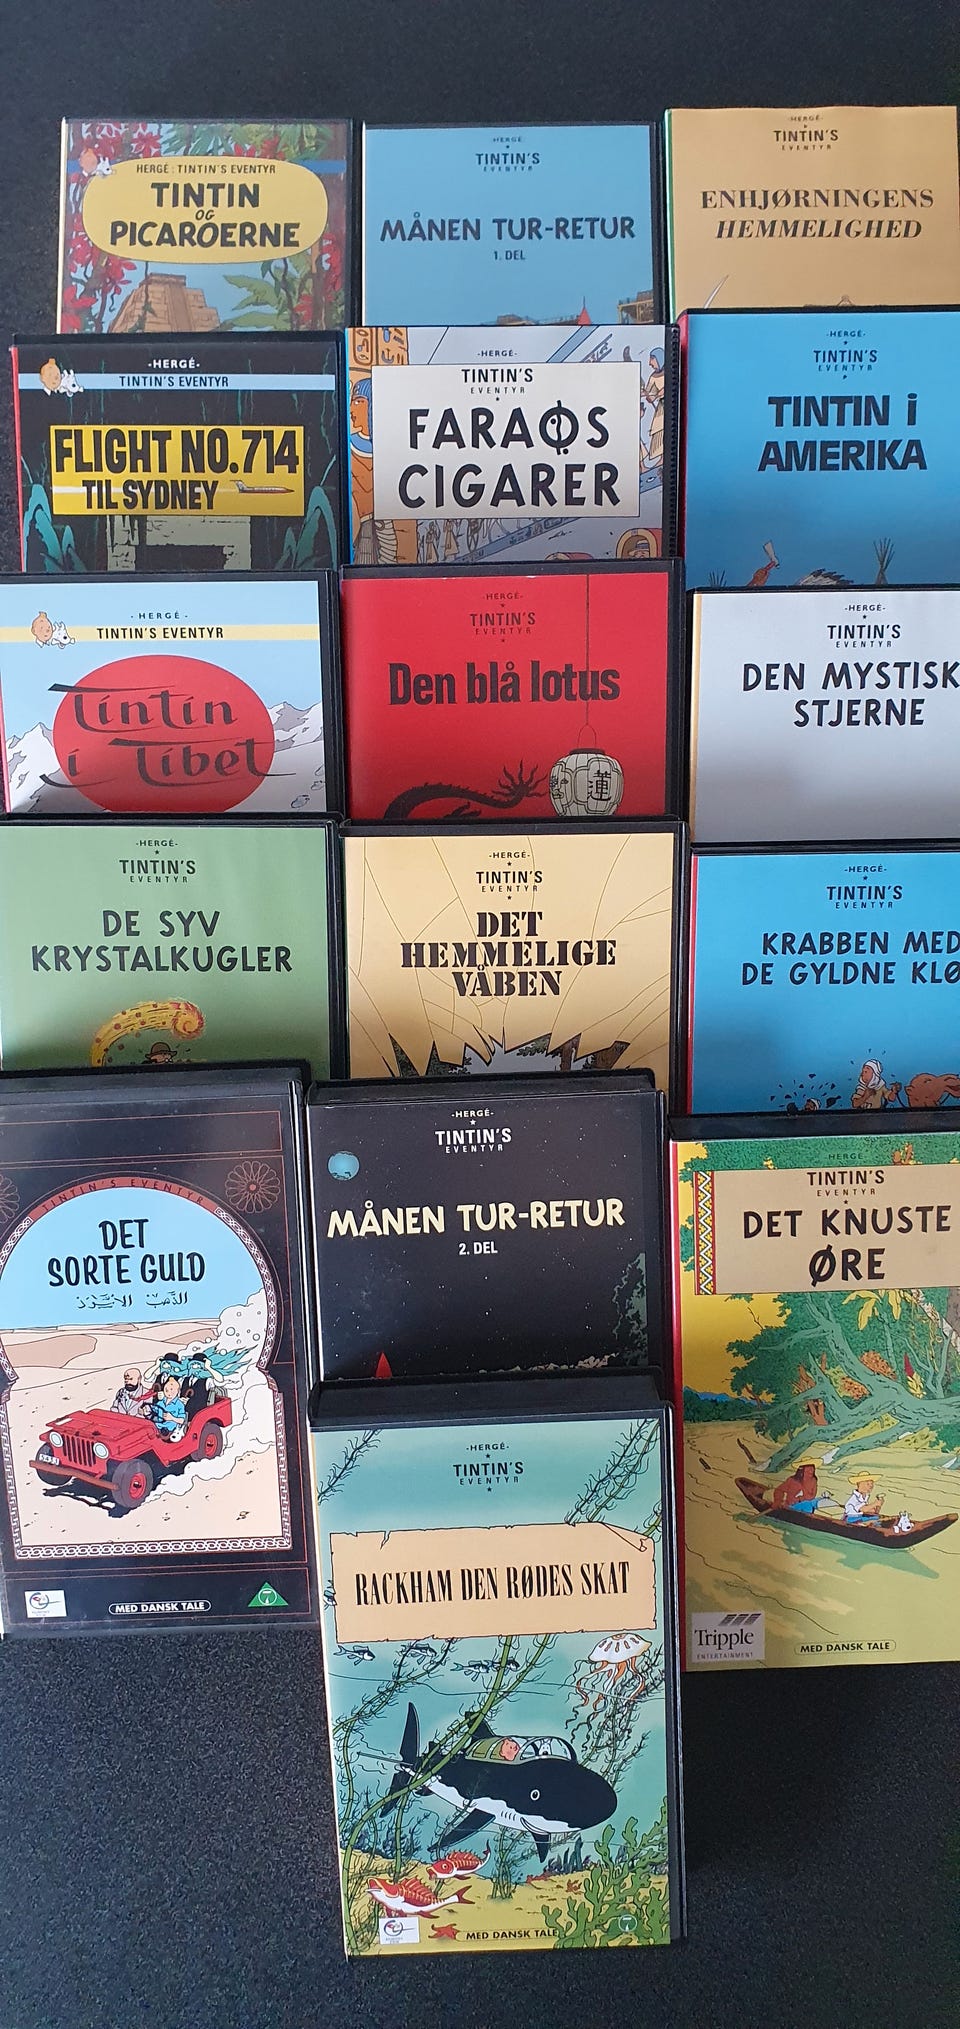 HERGÉ : TINTIN'S EVENTYR
TINTIN
OG
PICAROERNE
HERGÉ
TINTIN'S
EVENTYR
MÅNEN TUR-RETUR
1. DEL
-HERGÉ-
TINTIN'S
EVENTYR
ENHJØRNINGENS
HEMMELIGHED
-HERGÉ-
TINTIN'S EVENTYR
FLIGHT NO.714
TIL SYDNEY
-HERGÉ-
TINTIN'S
EVENTYR
FARAOS
CIGARER
HERGÉ
TINTIN'S
EVENTYR
TINTIN i
AMERIKA
- HERGÉ -
TINTIN'S EVENTYR
Tintin
i Tibet
-HERGÉ-
TINTIN'S
EVENTYR
Den blå lotus
蓮
-HERGÉ-
TINTIN'S
EVENTYR
DEN MYSTISK
STJERNE
-HERGÉ-
TINTIN'S
EVENTYR
DE SYV
KRYSTALKUGLER
-HERGÉ-
TINTIN'S
EVENTYR
DET
HEMMELIGE
VÅBEN
-HERGÉ-
TINTIN'S
EVENTYR
KRABBEN MED
DE GYLDNE KLØ
TINTIN'S EVENTYR
DET
SORTE GULD
MED DANSK TALE
7
-HERGÉ-
TINTIN'S
EVENTYR
MÅNEN TUR-RETUR
2. DEL
HERGÉ
TINTIN'S
EVENTYR
DET KNUSTE
ØRE
Tripple
ENTERTAINMENT
MED DANSK TALE
-HERGÉ-
TINTIN'S
EVENTYR
RACKHAM DEN RØDES SKAT
MED DANSK TALE
7